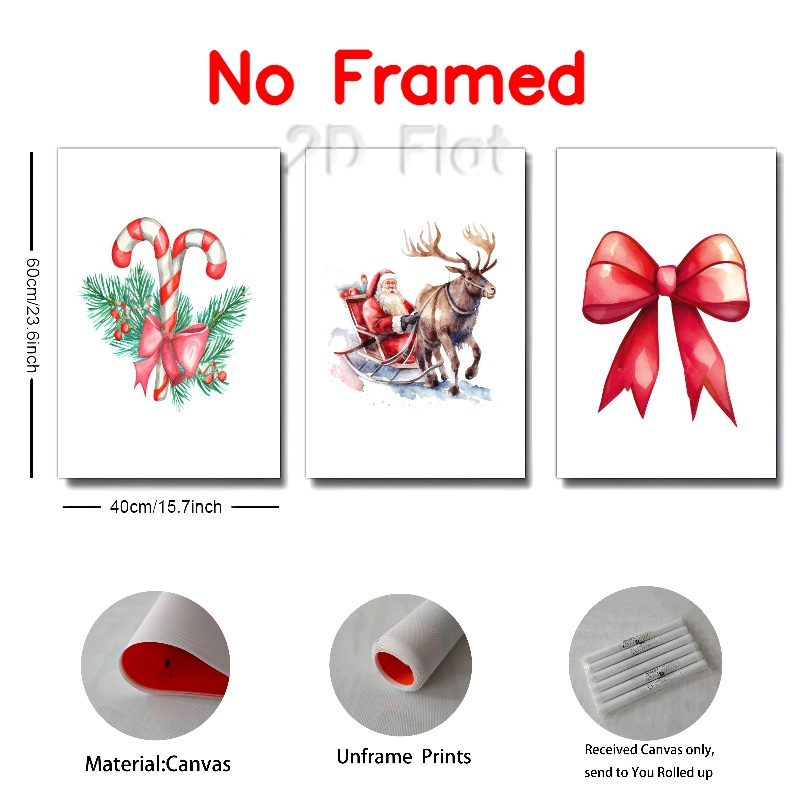 No Framed
2D Flat
60cm/23.6inch
40cm/15.7inch
Material:Canvas
Unframe Prints
Received Canvas only,
send to You Rolled up